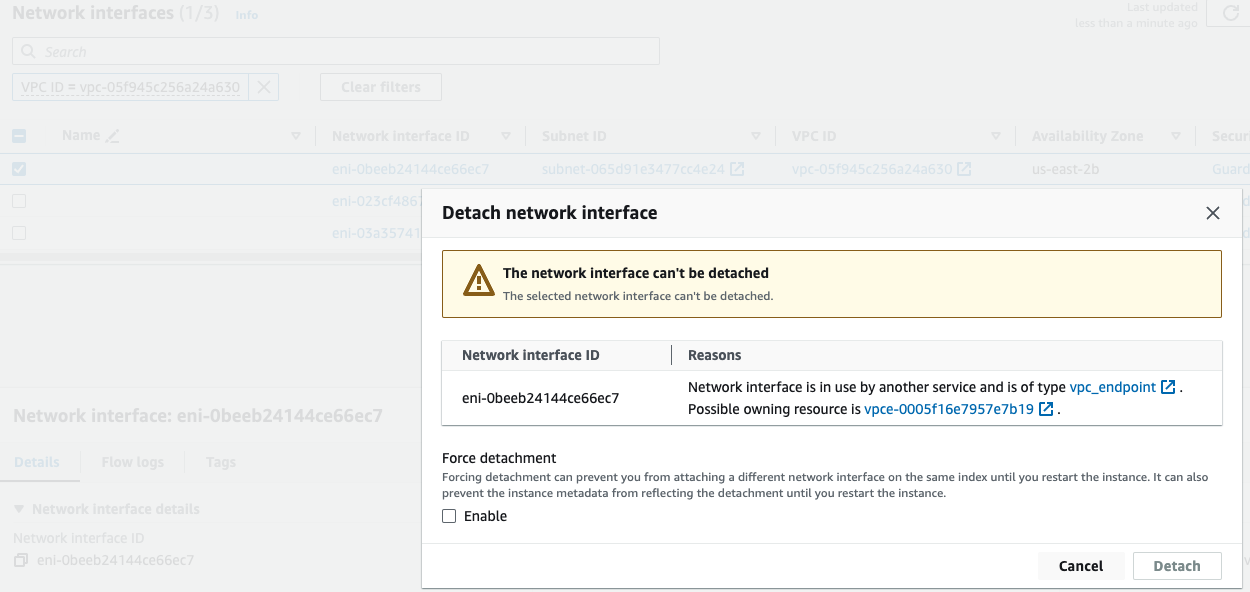 Network interfaces (1/3) Info
Last updated
less than a minute ago
Search
VPC ID = vpc-05f945c256a24a630
Clear filters
Name Network interface ID Subnet ID VPC ID Availability Zone Secur
eni-0beeb24144ce66ec7 subnet-065d91e3477cc4e24 vpc-05f945c256a24a630 us-east-2b Guard
eni-023cf4867
eni-03a35741
Detach network interface
The network interface can't be detached
The selected network interface can't be detached.
Network interface ID Reasons
eni-0beeb24144ce66ec7
Network interface is in use by another service and is of type vpc_endpoint .
Possible owning resource is vpce-0005f16e7957e7b19 .
Force detachment
Forcing detachment can prevent you from attaching a different network interface on the same index until you restart the instance. It can also
prevent the instance metadata from reflecting the detachment until you restart the instance.
Enable
Cancel Detach
Network interface: eni-0beeb24144ce66ec7
Details Flow logs Tags
Network interface details
Network interface ID
eni-0beeb24144ce66ec7